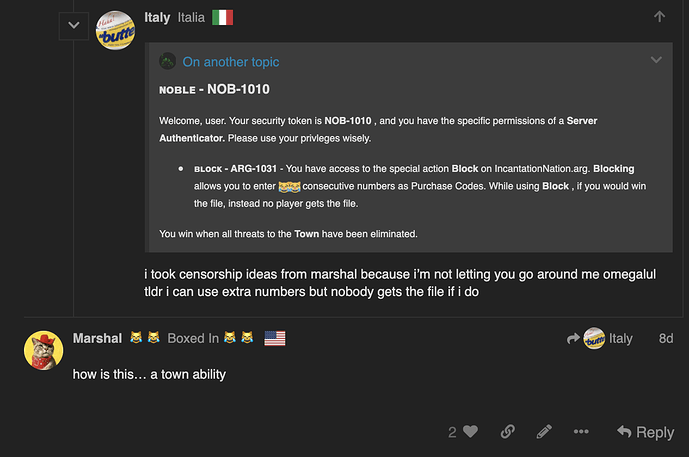 Italy Italia
On another topic
NOBLE - NOB-1010
Welcome, user. Your security token is NOB-1010 , and you have the specific permissions of a Server
Authenticator. Please use your privleges wisely.
• BLOCK - ARG-1031 - You have access to the special action Block on IncantationNation.arg. Blocking
allows you to enter 😹😹 consecutive numbers as Purchase Codes. While using Block , if you would win
the file, instead no player gets the file.
You win when all threats to the Town have been eliminated.
i took censorship ideas from marshal because i'm not letting you go around me omegalul
tldr i can use extra numbers but nobody gets the file if i do
Marshal 😹 😹 Boxed In 😹 😹 Italy 8d
how is this… a town ability
2 Reply